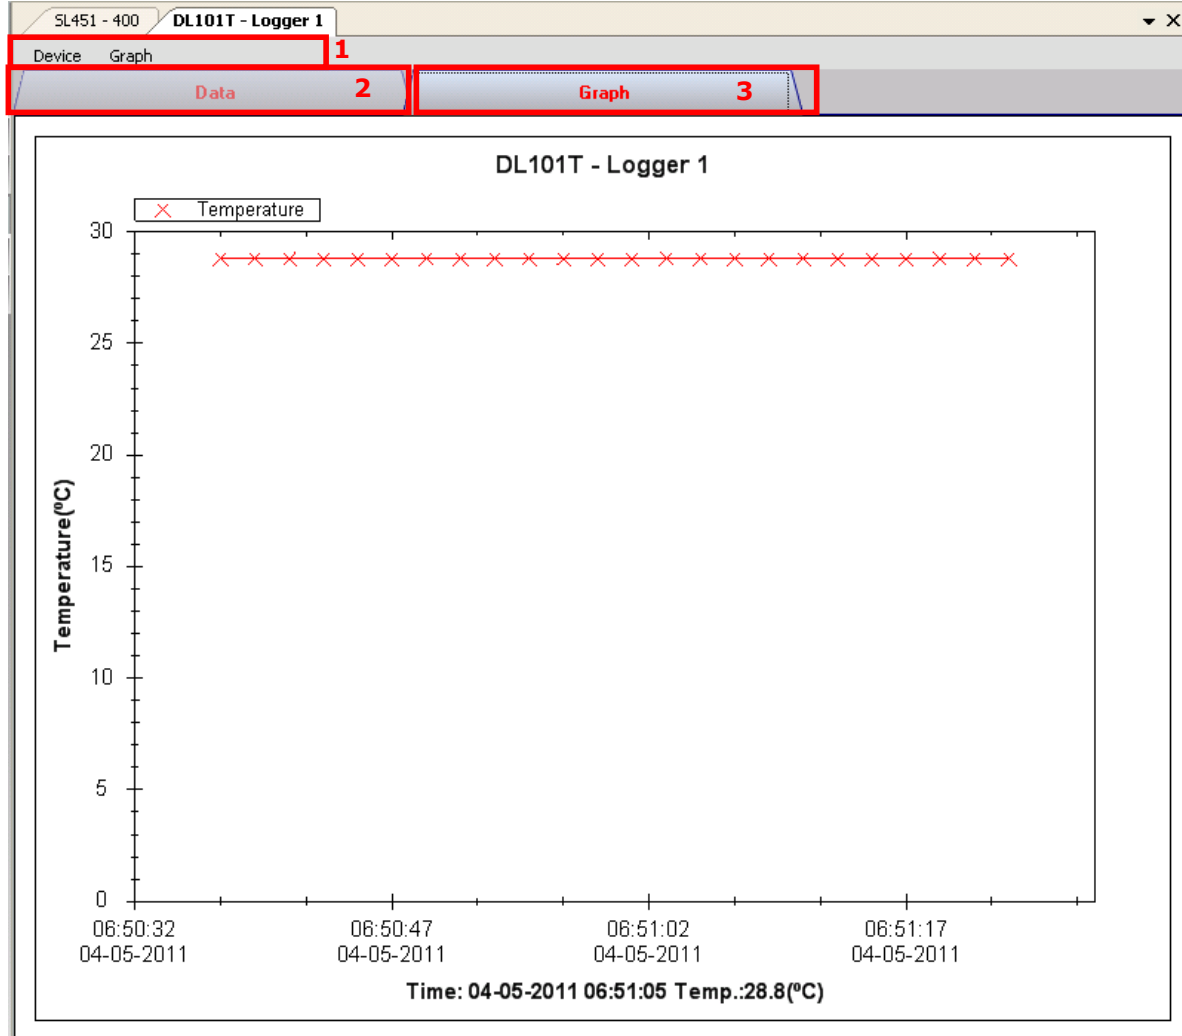 SL451 - 400 DL101T - Logger 1
Device Graph 1
Data 2 Graph 3
DL101T - Logger 1
Temperature
30
25
20
15
10
5
0
Temperature(ºC)
06:50:32 06:50:47 06:51:02 06:51:17
04-05-2011 04-05-2011 04-05-2011 04-05-2011
Time: 04-05-2011 06:51:05 Temp.:28.8(ºC)